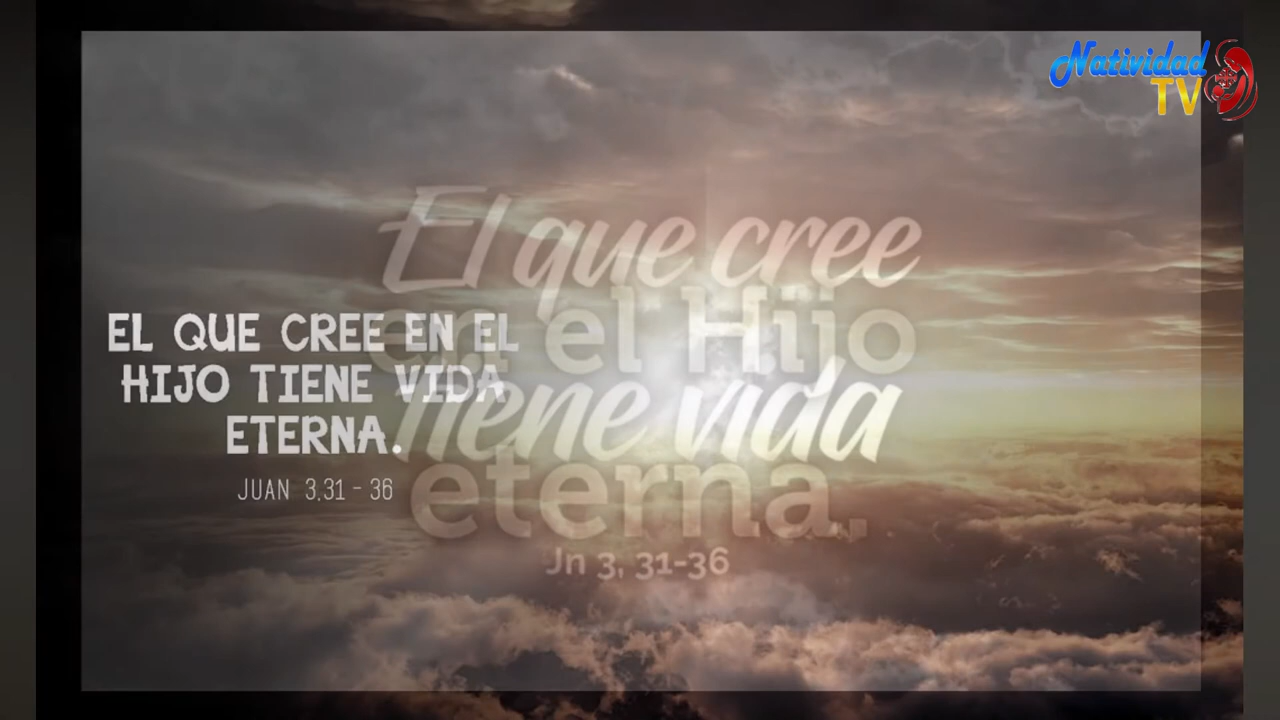 Natividad
TV
El que cree
en el Hijo
tiene vida
eterna.
Jn 3, 31-36
EL QUE CREE EN EL
HIJO TIENE VIDA
ETERNA.
JUAN 3,31 - 36